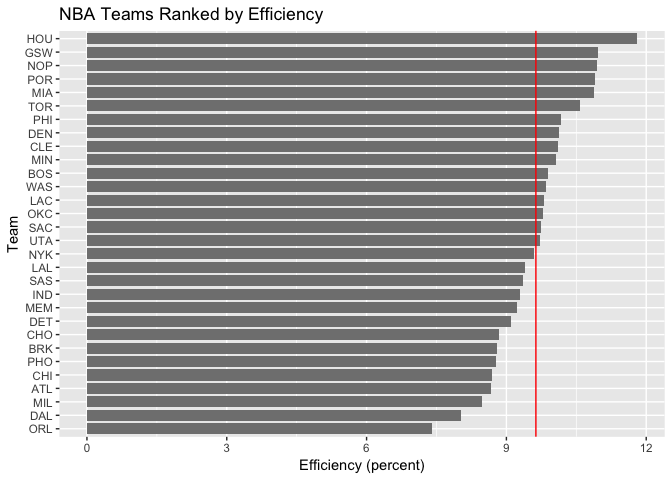 NBA Teams Ranked by Efficiency
Team
HOU
GSW
NOP
POR
MIA
TOR
PHI
DEN
CLE
MIN
BOS
WAS
LAC
OKC
SAC
UTA
NYK
LAL
SAS
IND
MEM
DET
CHO
BRK
PHO
CHI
ATL
MIL
DAL
ORL
0 3 6 9 12
Efficiency (percent)